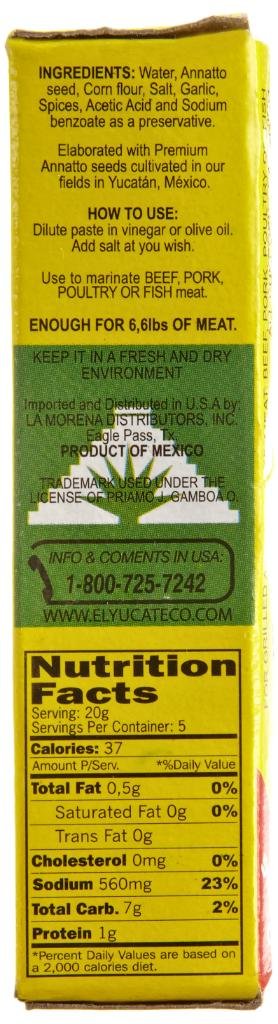 INGREDIENTS: Water, Annatto
seed, Corn flour, Salt, Garlic,
Spices, Acetic Acid and Sodium
benzoate as a preservative.
Elaborated with Premium
Annatto seeds cultivated in our
fields in Yucatán, México.
HOW TO USE:
Dilute paste in vinegar or olive oil.
Add salt at you wish.
Use to marinate BEEF, PORK,
POULTRY OR FISH meat.
ENOUGH FOR 6,6lbs OF MEAT.
KEEP IT IN A FRESH AND DRY
ENVIRONMENT
Imported and Distributed in U.S.A by:
LA MORENA DISTRIBUTORS, INC.
Eagle Pass, Tx.
PRODUCT OF MEXICO
TRADEMARK USED UNDER THE
LICENSE OF PRIAMO J. GAMBOA O.
INFO & COMENTS IN USA:
1-800-725-7242
WWW.ELYUCATECO.COM
Nutrition
Facts
Serving: 20g
Servings Per Container: 5
Calories: 37
Amount P/Serv. *%Daily Value
Total Fat 0,5g 0%
Saturated Fat 0g 0%
Trans Fat 0g
Cholesterol 0mg 0%
Sodium 560mg 23%
Total Carb. 7g 2%
Protein 1g
*Percent Daily Values are based on
a 2,000 calories diet.